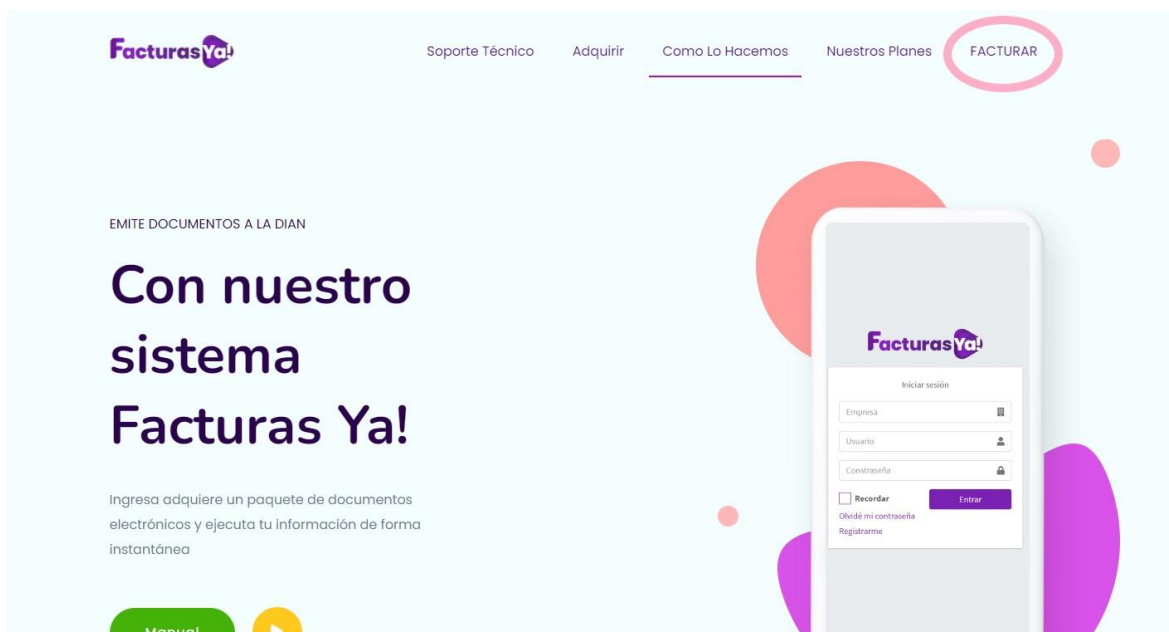 FacturasYa!
Soporte Técnico Adquirir Como Lo Hacemos Nuestros Planes FACTURAR
EMITE DOCUMENTOS A LA DIAN
Con nuestro
sistema
Facturas Ya!
Ingresa adquiere un paquete de documentos
electrónicos y ejecuta tu información de forma
instantánea
Manual
FacturasYa!
Iniciar sesión
Empresa
Usuario
Constraseña
Recordar
Entrar
Olvidé mi contraseña
Registrarme